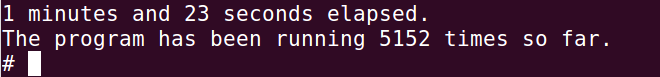 1 minutes and 23 seconds elapsed.
The program has been running 5152 times so far.
#